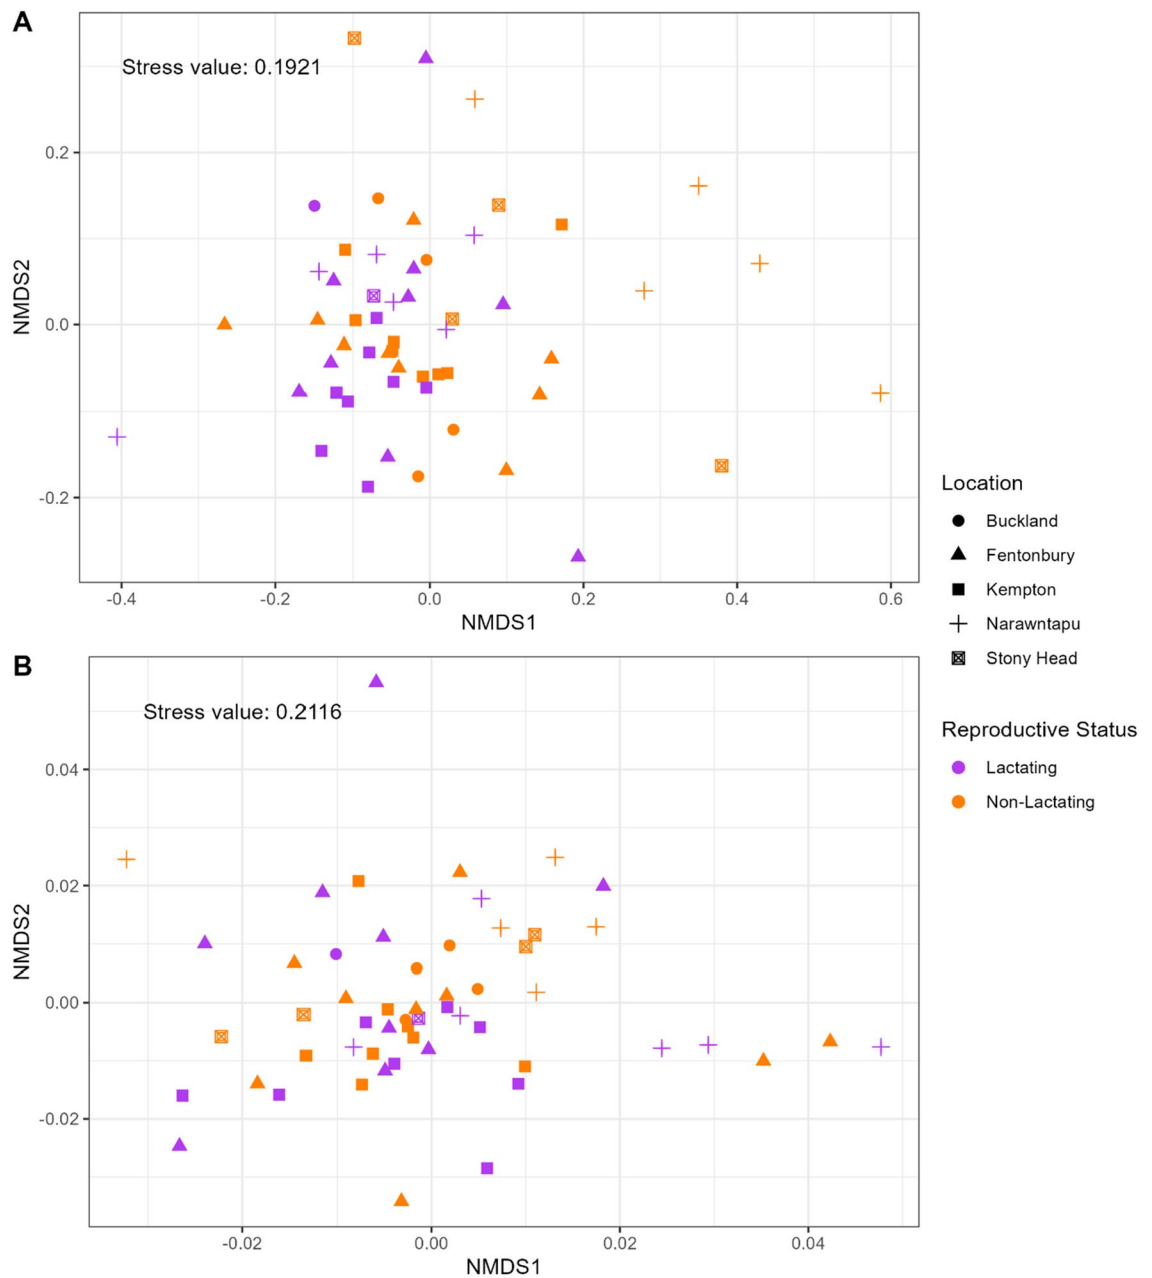 A
Stress value: 0.1921
0.2
0.0
-0.2
NMDS2
-0.4 -0.2 0.0 0.2 0.4 0.6
NMDS1
Location
Buckland
Fentonbury
Kempton
Narawntapu
Stony Head
Reproductive Status
Lactating
Non-Lactating
B
Stress value: 0.2116
0.04
0.02
0.00
-0.02
NMDS2
-0.02 0.00 0.02 0.04
NMDS1